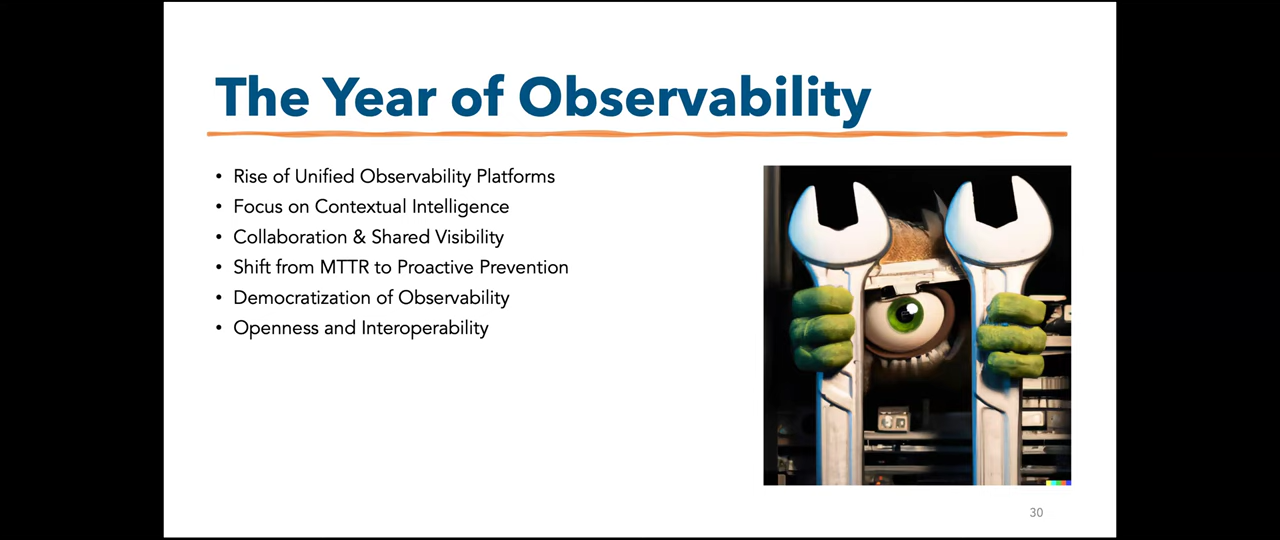 The Year of Observability
• Rise of Unified Observability Platforms
• Focus on Contextual Intelligence
• Collaboration & Shared Visibility
• Shift from MTTR to Proactive Prevention
• Democratization of Observability
• Openness and Interoperability
30